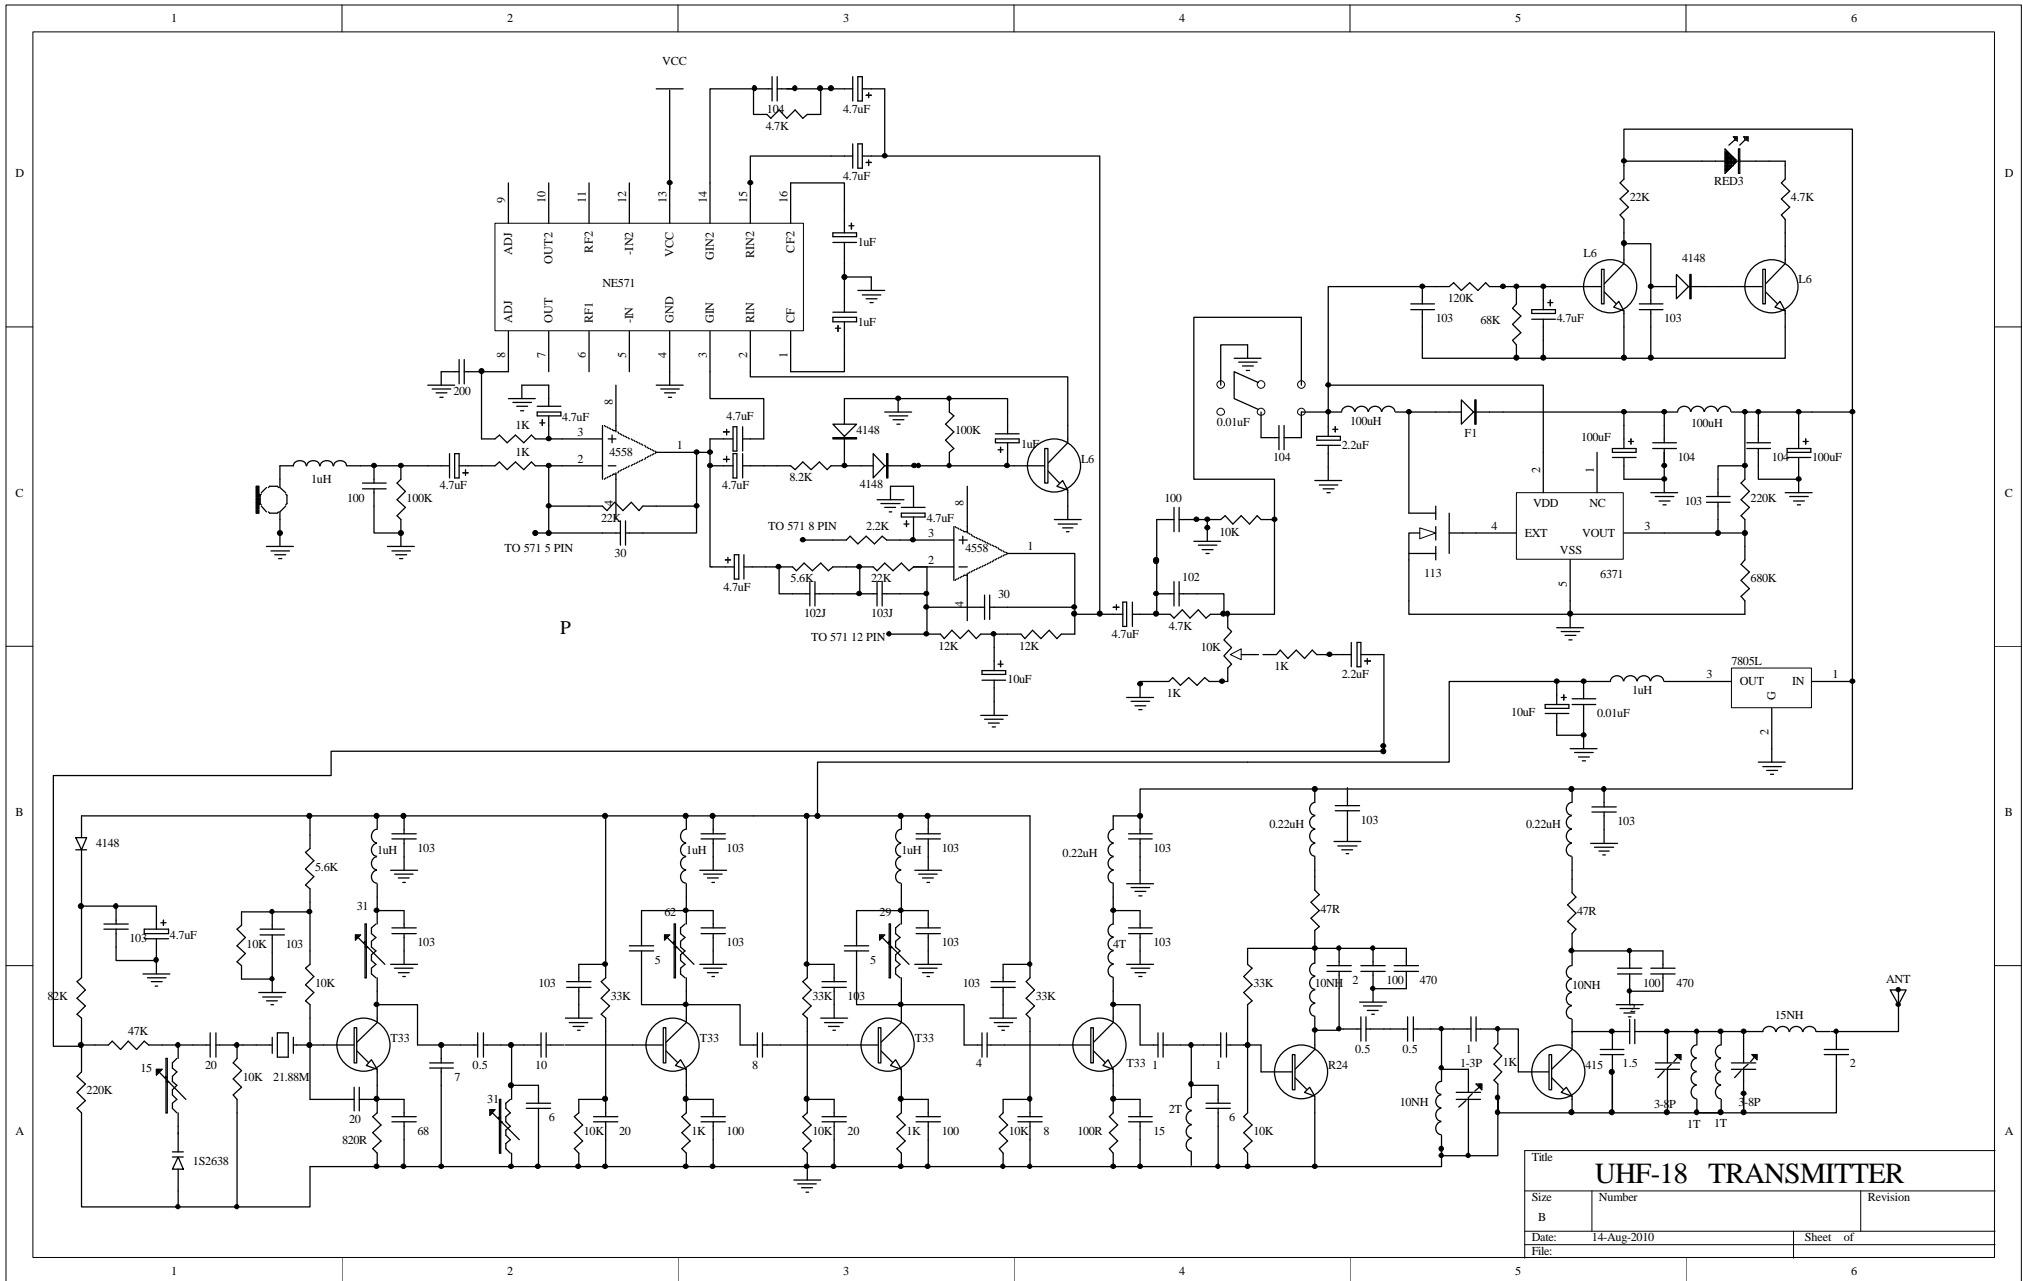 1 2 3 4 5 6
D
C
B
A
VCC
104
4.7K
4.7uF
4.7uF
9 10 11 12 13 14 15 16
ADJ OUT2 RF2 -IN2 VCC GIN2 RIN2 CF2
NE571
ADJ OUT RF1 -IN GND GIN RIN CF
8 7 6 5 4 3 2 1
1uF
1uF
200
4.7uF
1K
1K
8
3
2
4558
1
4
22K
30
TO 571 5 PIN
1uH
100
100K
4.7uF
4.7uF
4.7uF
4.7uF
8.2K
4148
4148
100K
1uF
L6
TO 571 8 PIN
2.2K
4.7uF
8
3
2
4558
1
4
5.6K
22K
102J
103J
30
TO 571 12 PIN
12K
12K
10uF
P
4.7uF
100
10K
102
4.7K
10K
1K
1K
2.2uF
0.01uF
104
2.2uF
100uH
F1
100uF
104
100uH
104
100uF
103
220K
680K
2
1
VDD NC
4
EXT VOUT
3
VSS
5
6371
113
103
120K
68K
4.7uF
L6
22K
RED3
4.7K
4148
103
L6
7805L
OUT IN
G
3
1
2
1uH
10uF
0.01uF
4148
103
4.7uF
82K
47K
220K
15
1S2638
20
10K
21.88M
10K
103
5.6K
10K
1uH
103
31
103
T33
20
820R
68
7
0.5
10
31
6
103
33K
10K
20
1uH
103
62
5
103
T33
1K
100
8
33K
103
10K
20
1uH
103
29
5
103
T33
1K
100
4
103
33K
10K
8
0.22uH
103
4T
103
T33
100R
15
1
1
2T
6
33K
10K
0.22uH
103
47R
10NH
2
100
470
R24
0.5
0.5
1
1-3P
10NH
1K
0.22uH
103
47R
10NH
100
470
2
415
1.5
3-8P
1T
1T
3-8P
15NH
2
ANT
Title
UHF-18 TRANSMITTER
Size
B
Number
Revision
Date: 14-Aug-2010
Sheet of
File:
D
C
B
A
1 2 3 4 5 6